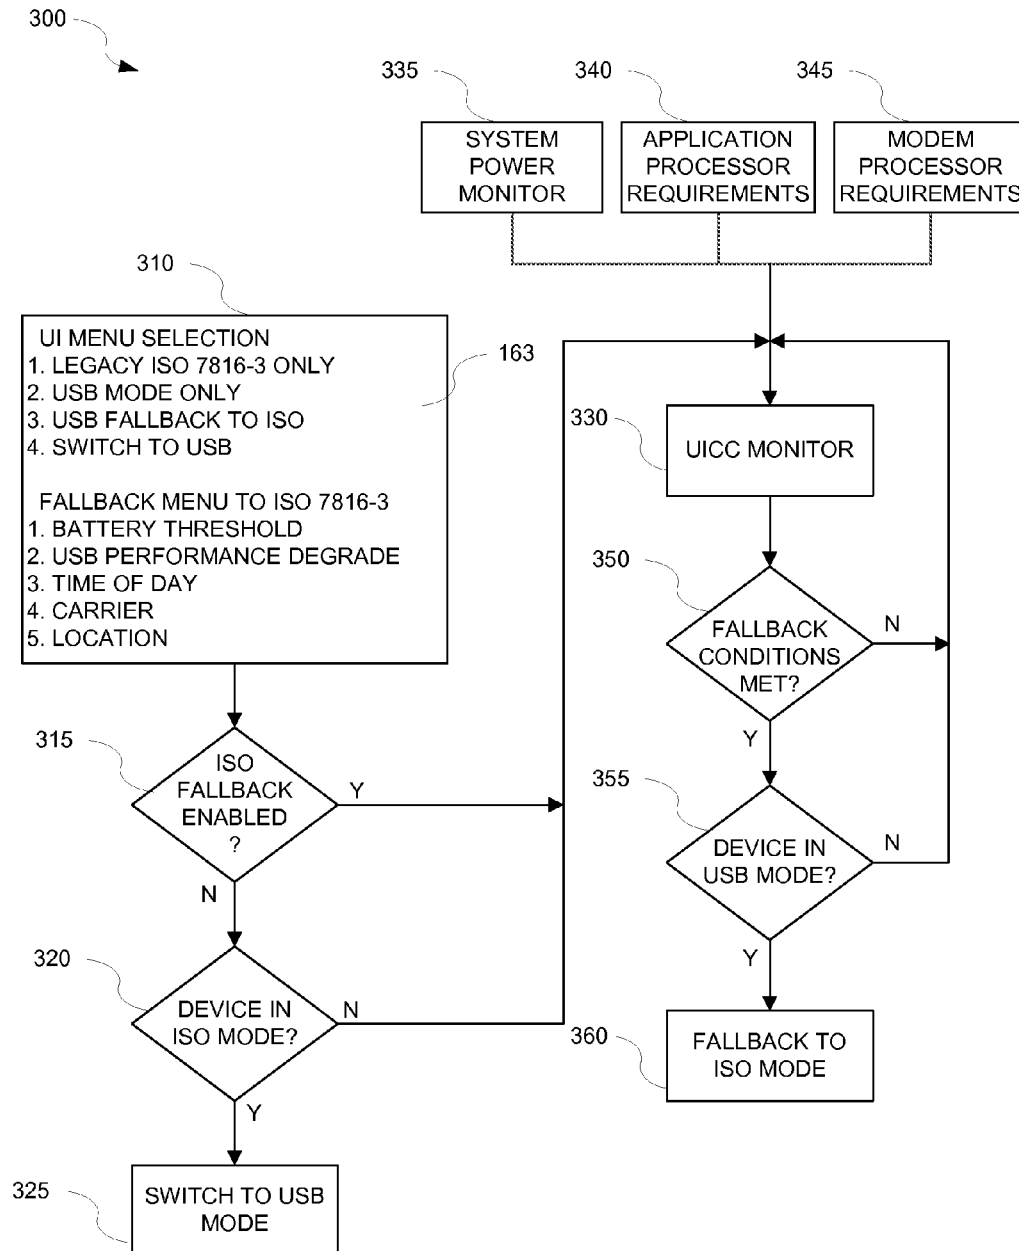 300
335
340
345
SYSTEM
POWER
MONITOR
APPLICATION
PROCESSOR
REQUIREMENTS
MODEM
PROCESSOR
REQUIREMENTS
310
UI MENU SELECTION
1. LEGACY ISO 7816-3 ONLY
2. USB MODE ONLY
3. USB FALLBACK TO ISO
4. SWITCH TO USB
FALLBACK MENU TO ISO 7816-3
1. BATTERY THRESHOLD
2. USB PERFORMANCE DEGRADE
3. TIME OF DAY
4. CARRIER
5. LOCATION
163
330
UICC MONITOR
350
FALLBACK
CONDITIONS
MET?
N
Y
315
ISO
FALLBACK
ENABLED
?
Y
N
355
DEVICE IN
USB MODE?
N
Y
320
DEVICE IN
ISO MODE?
N
Y
360
FALLBACK TO
ISO MODE
325
SWITCH TO USB
MODE